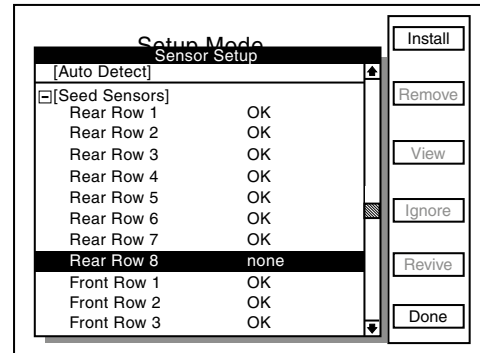 Setup Mode
Sensor Setup
[Auto Detect]
[Seed Sensors]
Rear Row 1 OK
Rear Row 2 OK
Rear Row 3 OK
Rear Row 4 OK
Rear Row 5 OK
Rear Row 6 OK
Rear Row 7 OK
Rear Row 8 none
Front Row 1 OK
Front Row 2 OK
Front Row 3 OK
Install
Remove
View
Ignore
Revive
Done